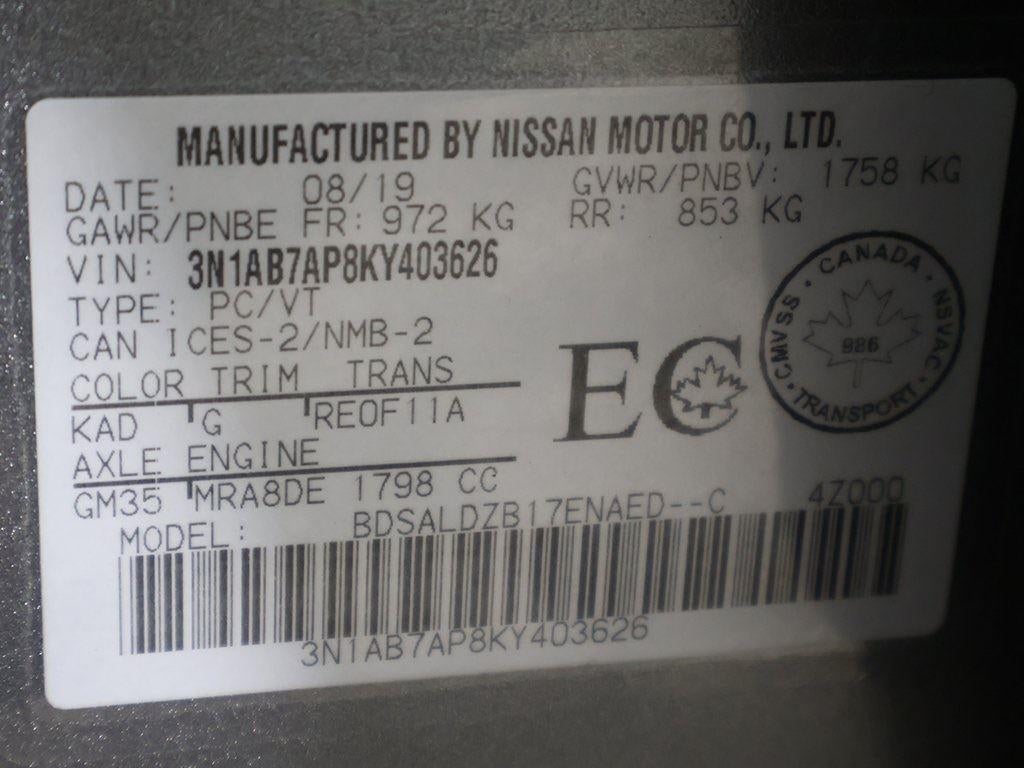 MANUFACTURED BY NISSAN MOTOR CO., LTD.
DATE: 08/19 GVWR/PNBV: 1758 KG
GAWR/PNBE FR: 972 KG RR: 853 KG
VIN: 3N1AB7AP8KY403626
TYPE: PC/VT
CAN ICES-2/NMB-2
COLOR TRIM TRANS
KAD G RE0F11A
AXLE ENGINE
GM35 MRA8DE 1798 CC
MODEL: BDSALDZB17ENAED--C 4Z000
3N1AB7AP8KY403626
EC
CANADA
CMVSS · NSVAC
986
TRANSPORT